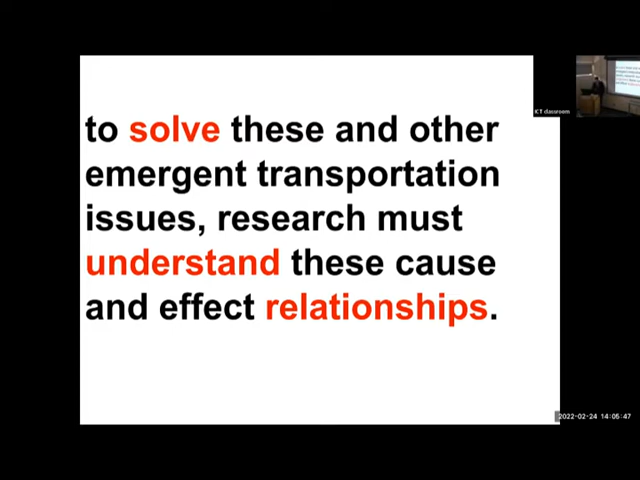 to solve these and other
emergent transportation
issues, research must
understand these cause
and effect relationships.
ICT classroom
2022-02-24 14:05:47